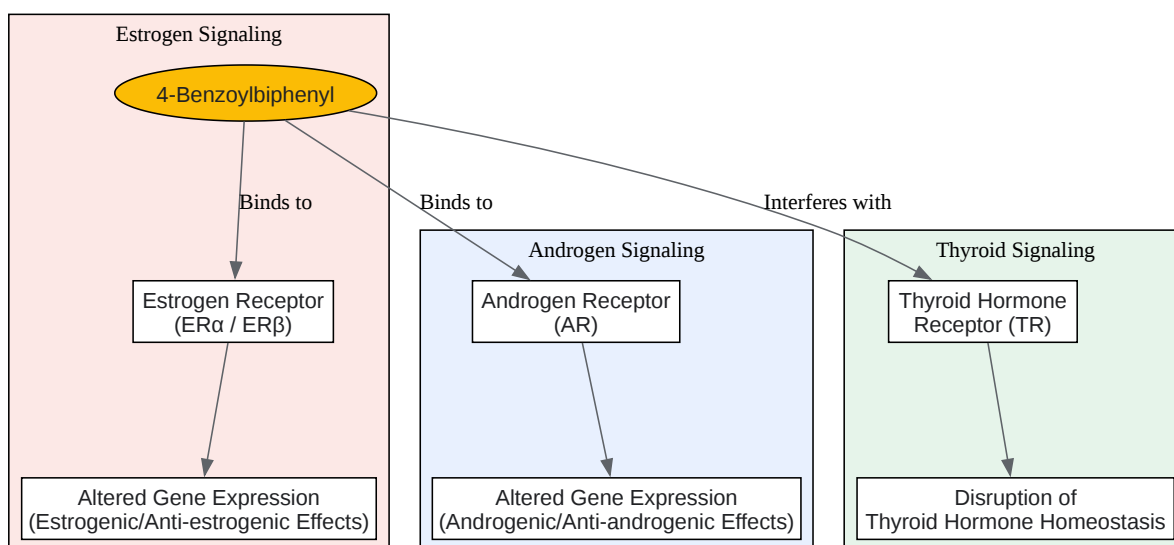 Estrogen Signaling
4-Benzoylbiphenyl
Binds to
Binds to
Interferes with
Androgen Signaling
Thyroid Signaling
Estrogen Receptor
(ERα / ERβ)
Androgen Receptor
(AR)
Thyroid Hormone
Receptor (TR)
Altered Gene Expression
(Estrogenic/Anti-estrogenic Effects)
Altered Gene Expression
(Androgenic/Anti-androgenic Effects)
Disruption of
Thyroid Hormone Homeostasis